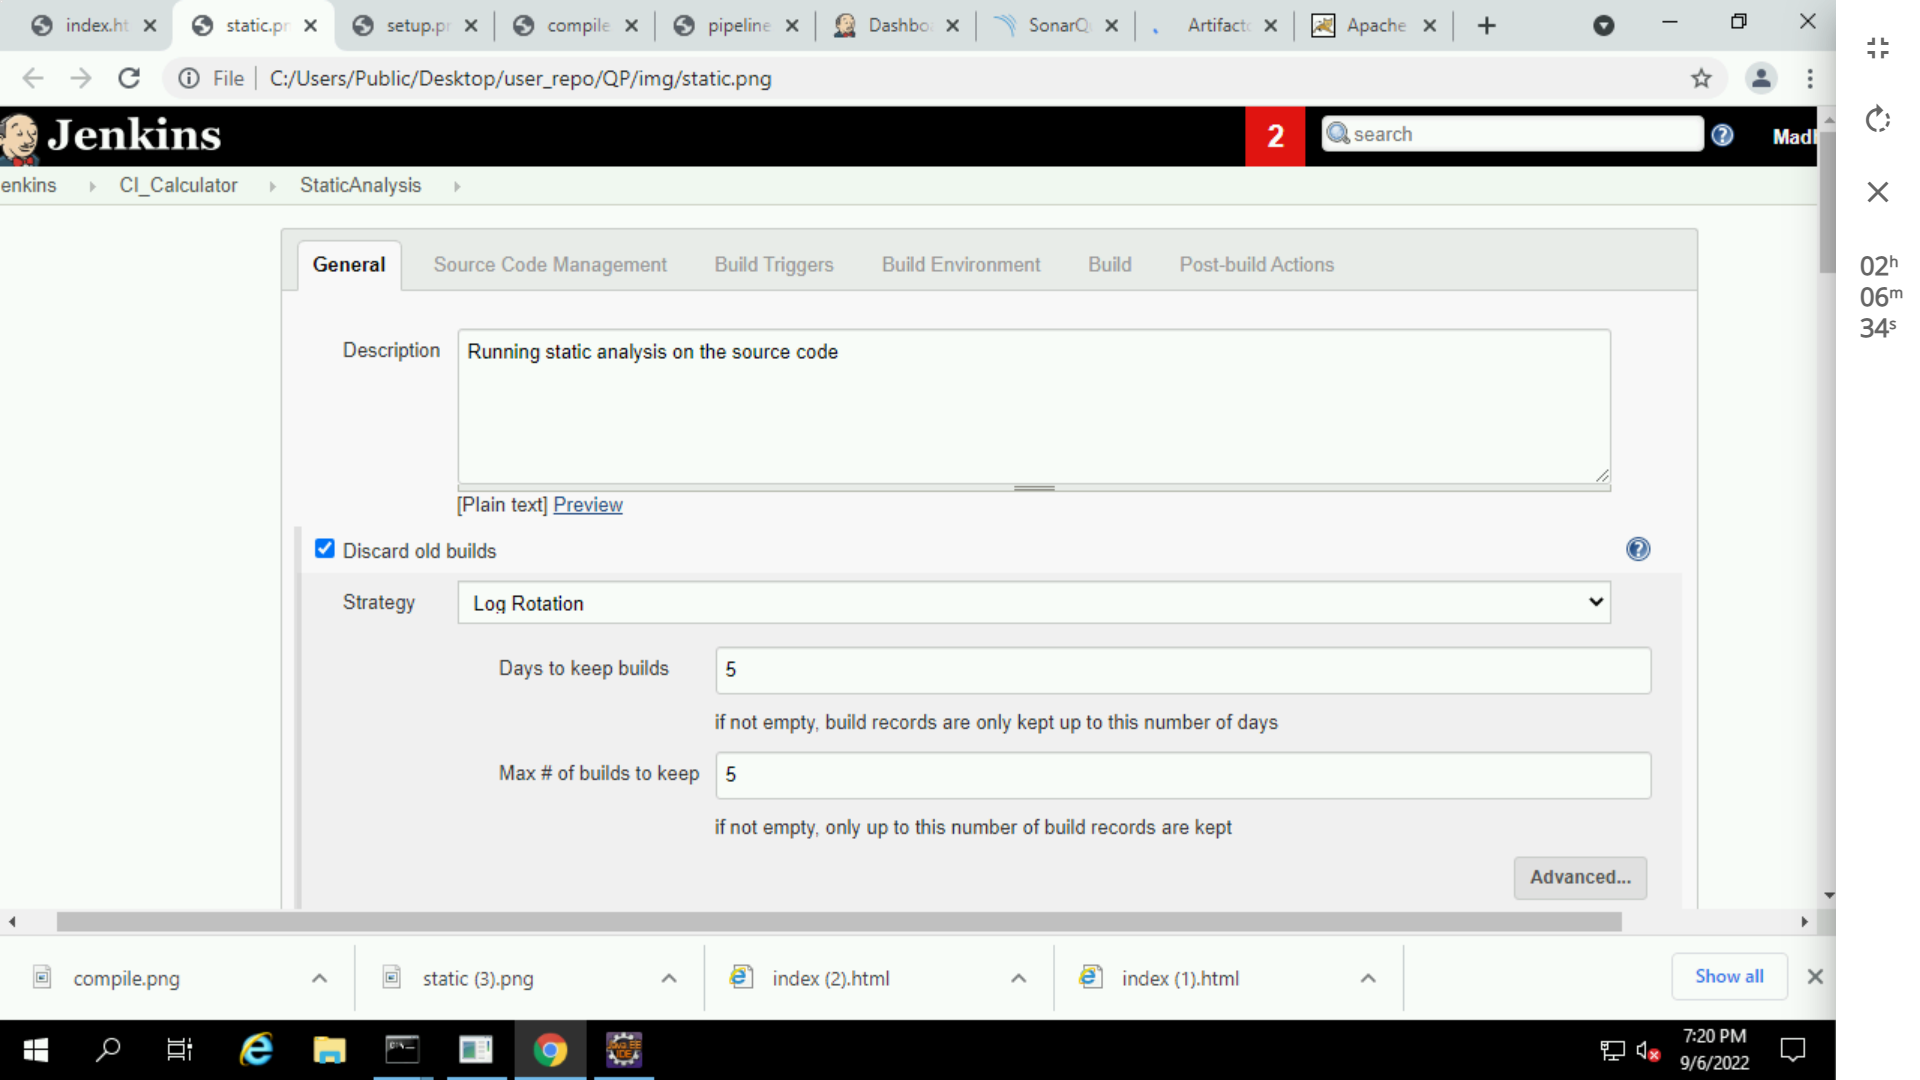 index.ht
static.pn
setup.pr
compile
pipeline
Dashbo
SonarQ
Artifact
Apache
File
C:/Users/Public/Desktop/user_repo/QP/img/static.png
Jenkins
2
search
Mad
enkins
CI_Calculator
StaticAnalysis
General
Source Code Management
Build Triggers
Build Environment
Build
Post-build Actions
Description
Running static analysis on the source code
[Plain text] Preview
Discard old builds
Strategy
Log Rotation
Days to keep builds
5
if not empty, build records are only kept up to this number of days
Max # of builds to keep
5
if not empty, only up to this number of build records are kept
Advanced...
compile.png
static (3).png
index (2).html
index (1).html
Show all
7:20 PM
9/6/2022
02h
06m
34s